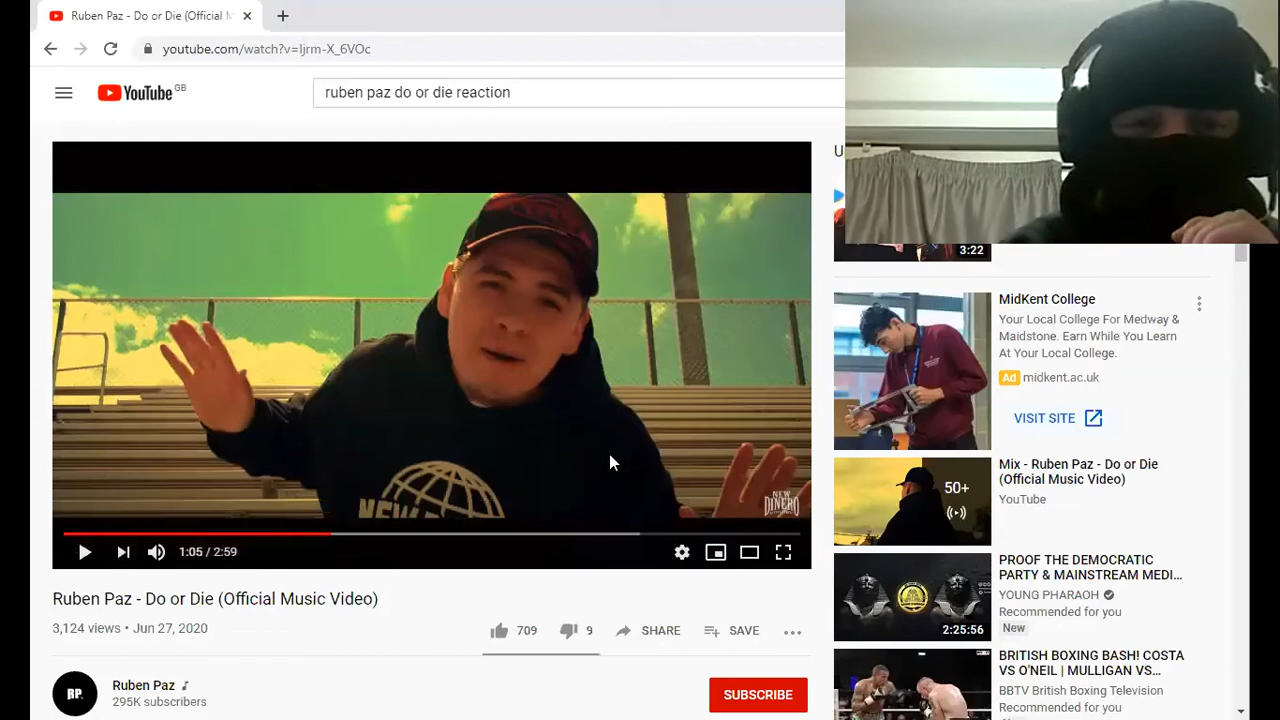 Ruben Paz - Do or Die (Official M
youtube.com/watch?v=Ijrm-X_6VOc
YouTube GB
ruben paz do or die reaction
U
3:22
MidKent College
Your Local College For Medway &
Maidstone. Earn While You Learn
At Your Local College.
Ad midkent.ac.uk
VISIT SITE
50+
Mix - Ruben Paz - Do or Die
(Official Music Video)
YouTube
NEW
DINERO
1:05 / 2:59
Ruben Paz - Do or Die (Official Music Video)
3,124 views • Jun 27, 2020
709
9
SHARE
SAVE
PROOF THE DEMOCRATIC
PARTY & MAINSTREAM MEDI...
YOUNG PHARAOH
Recommended for you
New
2:25:56
BRITISH BOXING BASH! COSTA
VS O'NEIL | MULLIGAN VS...
BBTV British Boxing Television
Recommended for you
RP.
Ruben Paz
295K subscribers
SUBSCRIBE